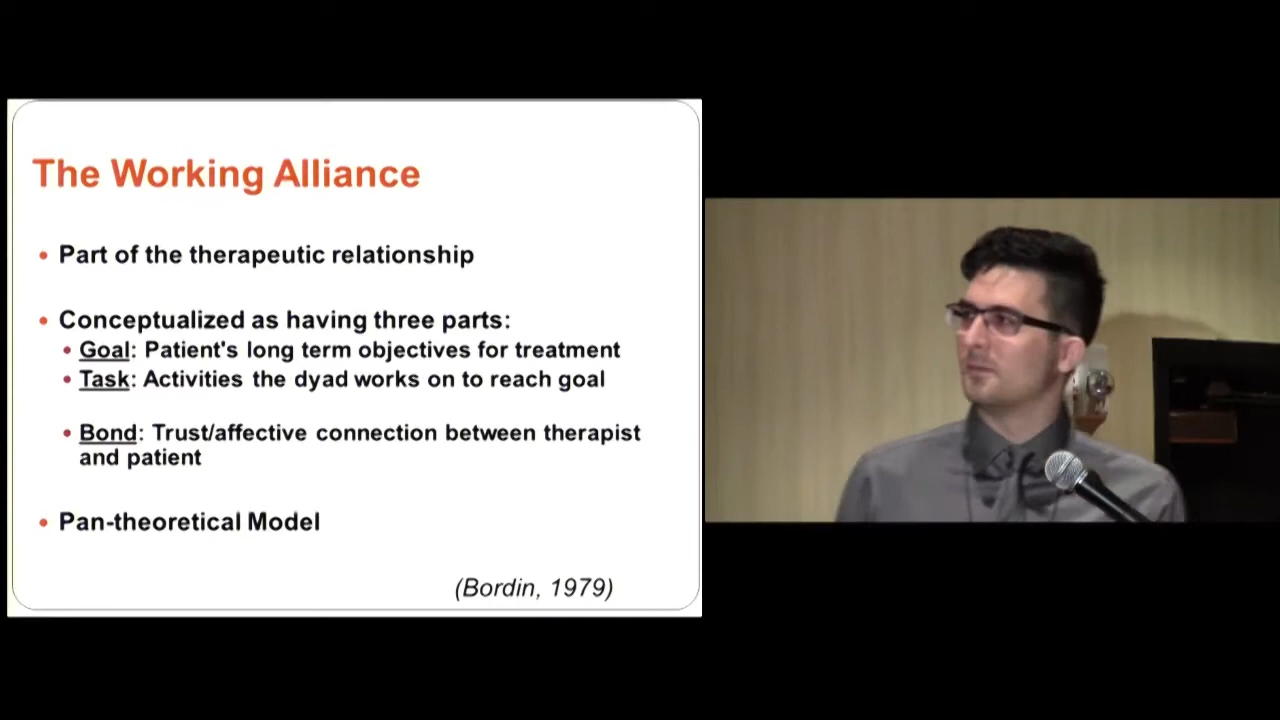 The Working Alliance
• Part of the therapeutic relationship
• Conceptualized as having three parts:
• Goal: Patient's long term objectives for treatment
• Task: Activities the dyad works on to reach goal
• Bond: Trust/affective connection between therapist
and patient
• Pan-theoretical Model
(Bordin, 1979)